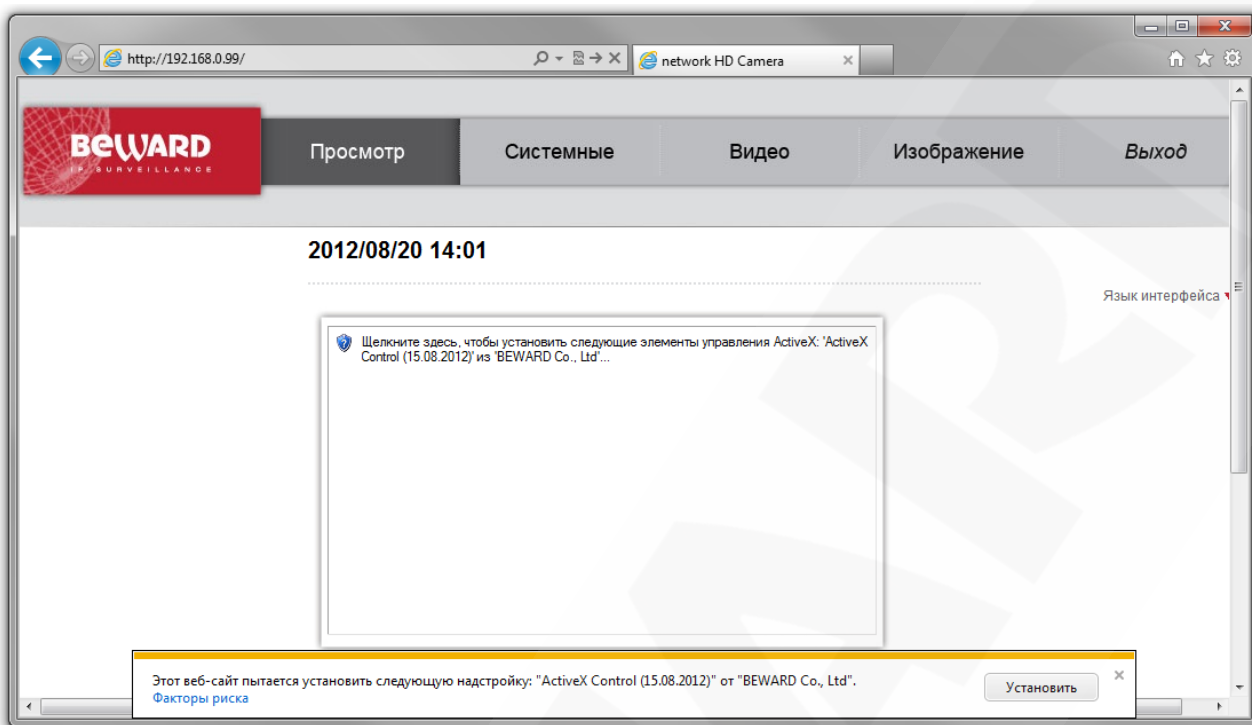 http://192.168.0.99/
network HD Camera
BEWARD
IP SURVEILLANCE
Просмотр
Системные
Видео
Изображение
Выход
2012/08/20 14:01
Язык интерфейса
Щелкните здесь, чтобы установить следующие элементы управления ActiveX: 'ActiveX
Control (15.08.2012)' из 'BEWARD Co., Ltd'...
Этот веб-сайт пытается установить следующую надстройку: "ActiveX Control (15.08.2012)" от "BEWARD Co., Ltd".
Факторы риска
Установить